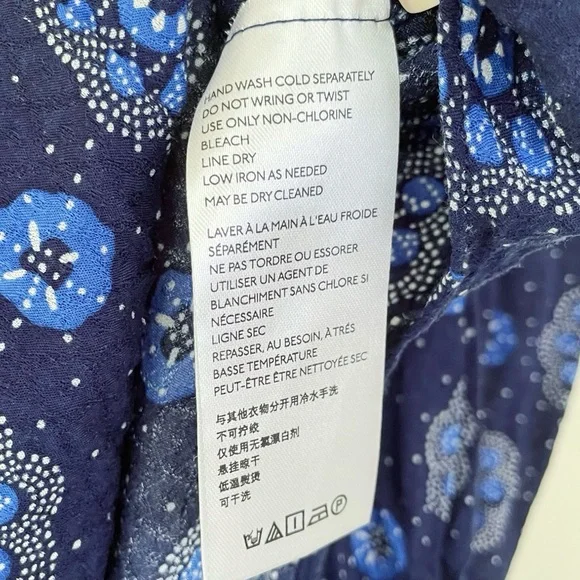 HAND WASH COLD SEPARATELY
DO NOT WRING OR TWIST
USE ONLY NON-CHLORINE
BLEACH
LINE DRY
LOW IRON AS NEEDED
MAY BE DRY CLEANED
LAVER À LA MAIN À L'EAU FROIDE
SÉPARÉMENT
NE PAS TORDRE OU ESSORER
UTILISER UN AGENT DE
BLANCHIMENT SANS CHLORE SI
NÉCESSAIRE
LIGNE SEC
REPASSER, AU BESOIN, À TRÉS
BASSE TEMPÉRATURE
PEUT-ÊTRE ÊTRE NETTOYÉE SEC
与其他衣物分开用冷水手洗
不可拧绞
仅使用无氯漂白剂
悬挂晾干
低温熨烫
可干洗